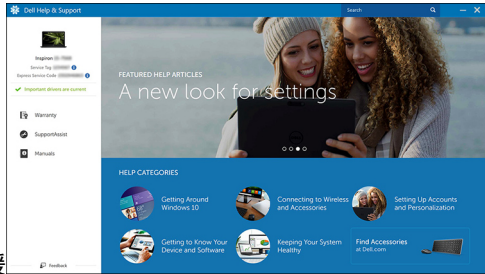 Dell Help & Support
Search
Inspiron
Service Tag
Express Service Code
Important drivers are current
Warranty
SupportAssist
Manuals
Feedback
FEATURED HELP ARTICLES
A new look for settings
HELP CATEGORIES
Getting Around
Windows 10
Connecting to Wireless
and Accessories
Setting Up Accounts
and Personalization
Getting to Know Your
Device and Software
Keeping Your System
Healthy
Find Accessories
at Dell.com